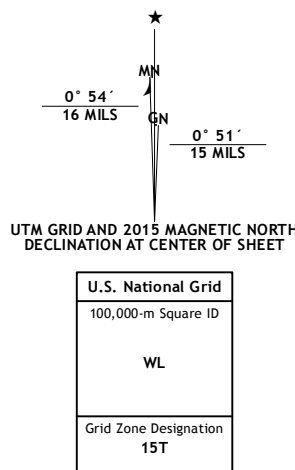 MN
0° 54´
16 MILS
GN
0° 51´
15 MILS
UTM GRID AND 2015 MAGNETIC NORTH
DECLINATION AT CENTER OF SHEET
U.S. National Grid
100,000-m Square ID
WL
Grid Zone Designation
15T